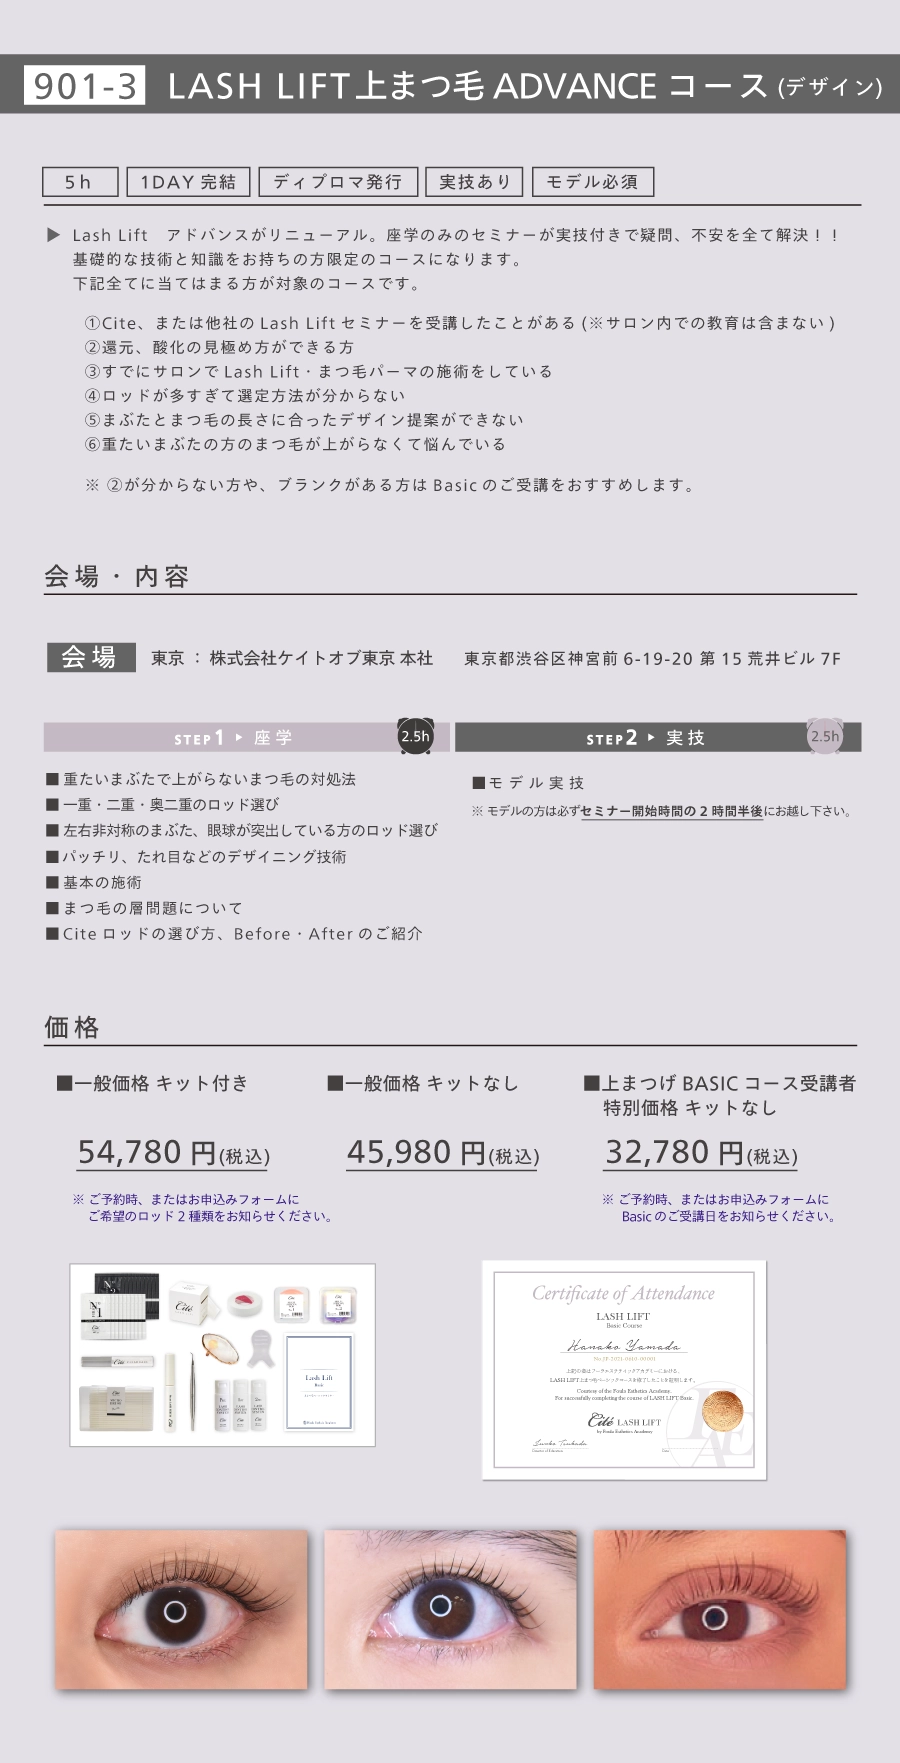 901-3 LASH LIFT上まつ毛 ADVANCE コース (デザイン)
5h 1DAY 完結 ディプロマ発行 実技あり モデル必須
▶ Lash Lift　アドバンスがリニューアル。座学のみのセミナーが実技付きで疑問、不安を全て解決！！
基礎的な技術と知識をお持ちの方限定のコースになります。
下記全てに当てはまる方が対象のコースです。
①Cite、または他社の Lash Lift セミナーを受講したことがある (※サロン内での教育は含まない )
②還元、酸化の見極め方ができる方
③すでにサロンで Lash Lift・まつ毛パーマの施術をしている
④ロッドが多すぎて選定方法が分からない
⑤まぶたとまつ毛の長さに合ったデザイン提案ができない
⑥重たいまぶたの方のまつ毛が上がらなくて悩んでいる
※ ②が分からない方や、ブランクがある方は Basic のご受講をおすすめします。
会場・内容
会場 東京 ： 株式会社ケイトオブ東京 本社 東京都渋谷区神宮前 6-19-20 第 15 荒井ビル 7F
STEP1 ▶ 座学 2.5h
■重たいまぶたで上がらないまつ毛の対処法
■一重・二重・奥二重のロッド選び
■左右非対称のまぶた、眼球が突出している方のロッド選び
■パッチリ、たれ目などのデザイニング技術
■基本の施術
■まつ毛の層問題について
■Cite ロッドの選び方、Before・After のご紹介
STEP2 ▶ 実技 2.5h
■モデル実技
※ モデルの方は必ずセミナー開始時間の 2 時間半後にお越し下さい。
価格
■一般価格 キット付き
54,780 円(税込)
※ ご予約時、またはお申込みフォームに
ご希望のロッド 2 種類をお知らせください。
■一般価格 キットなし
45,980 円(税込)
■上まつげ BASIC コース受講者
特別価格 キットなし
32,780 円(税込)
※ ご予約時、またはお申込みフォームに
Basic のご受講日をお知らせください。
Cité
Lash Lift
Basic
Certificate of Attendance
LASH LIFT
Basic Course
Hanako Yamada
Courtesy of the Foula Esthetics Academy.
For successfully completing the course of LASH LIFT Basic.
Cité LASH LIFT
by Foula Esthetics Academy